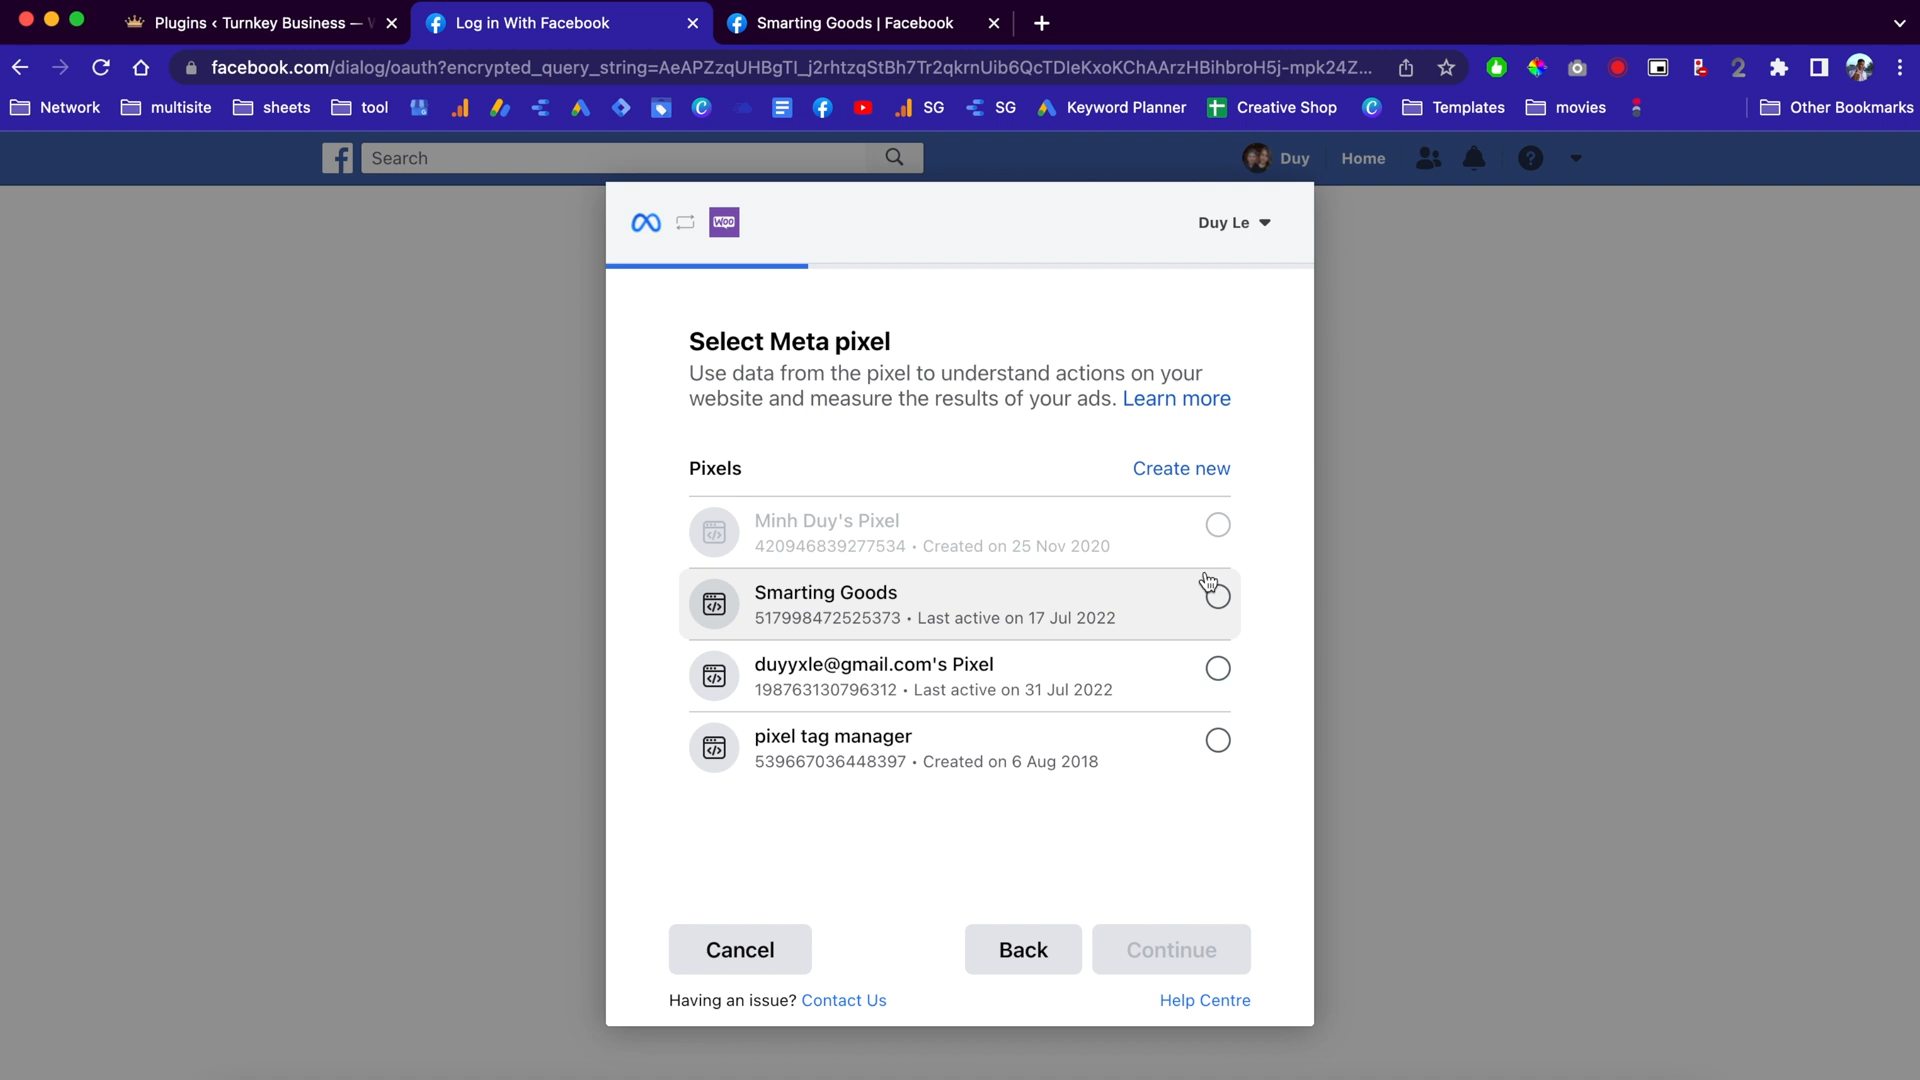 Plugins ‹ Turnkey Business — W
Log in With Facebook
Smarting Goods | Facebook
facebook.com/dialog/oauth?encrypted_query_string=AeAPZzqUHBgTI_j2rhtzqStBh7Tr2qkrnUib6QcTDIeKxoKChAArzHBihbroH5j-mpk24Z...
2
Network multisite sheets tool SG SG Keyword Planner Creative Shop Templates movies Other Bookmarks
Search
Duy Home
WOO
Duy Le
Select Meta pixel
Use data from the pixel to understand actions on your
website and measure the results of your ads. Learn more
Pixels Create new
Minh Duy's Pixel
420946839277534 • Created on 25 Nov 2020
Smarting Goods
517998472525373 • Last active on 17 Jul 2022
duyyxle@gmail.com's Pixel
198763130796312 • Last active on 31 Jul 2022
pixel tag manager
539667036448397 • Created on 6 Aug 2018
Cancel Back Continue
Having an issue? Contact Us Help Centre